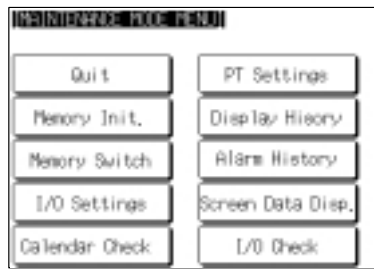 [MAINTENANCE MODE MENU]
Quit
PT Settings
Memory Init.
Display Hisory
Memory Switch
Alarm History
I/O Settings
Screen Data Disp.
Calendar Check
I/O Check